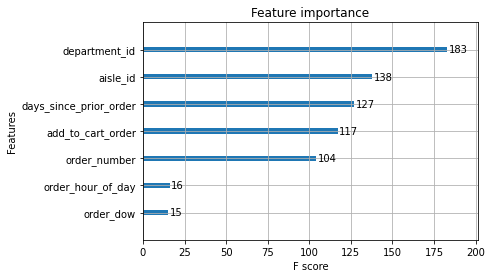 Feature importance
Features
department_id
183
aisle_id
138
days_since_prior_order
127
add_to_cart_order
117
order_number
104
order_hour_of_day
16
order_dow
15
0 25 50 75 100 125 150 175 200
F score